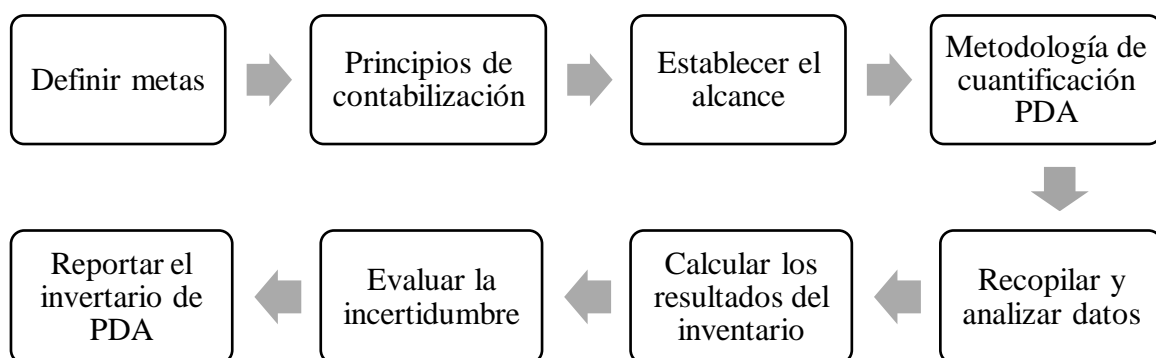 Definir metas
Principios de
contabilización
Establecer el
alcance
Metodología de
cuantificación
PDA
Recopilar y
analizar datos
Calcular los
resultados del
inventario
Evaluar la
incertidumbre
Reportar el
invertario de
PDA